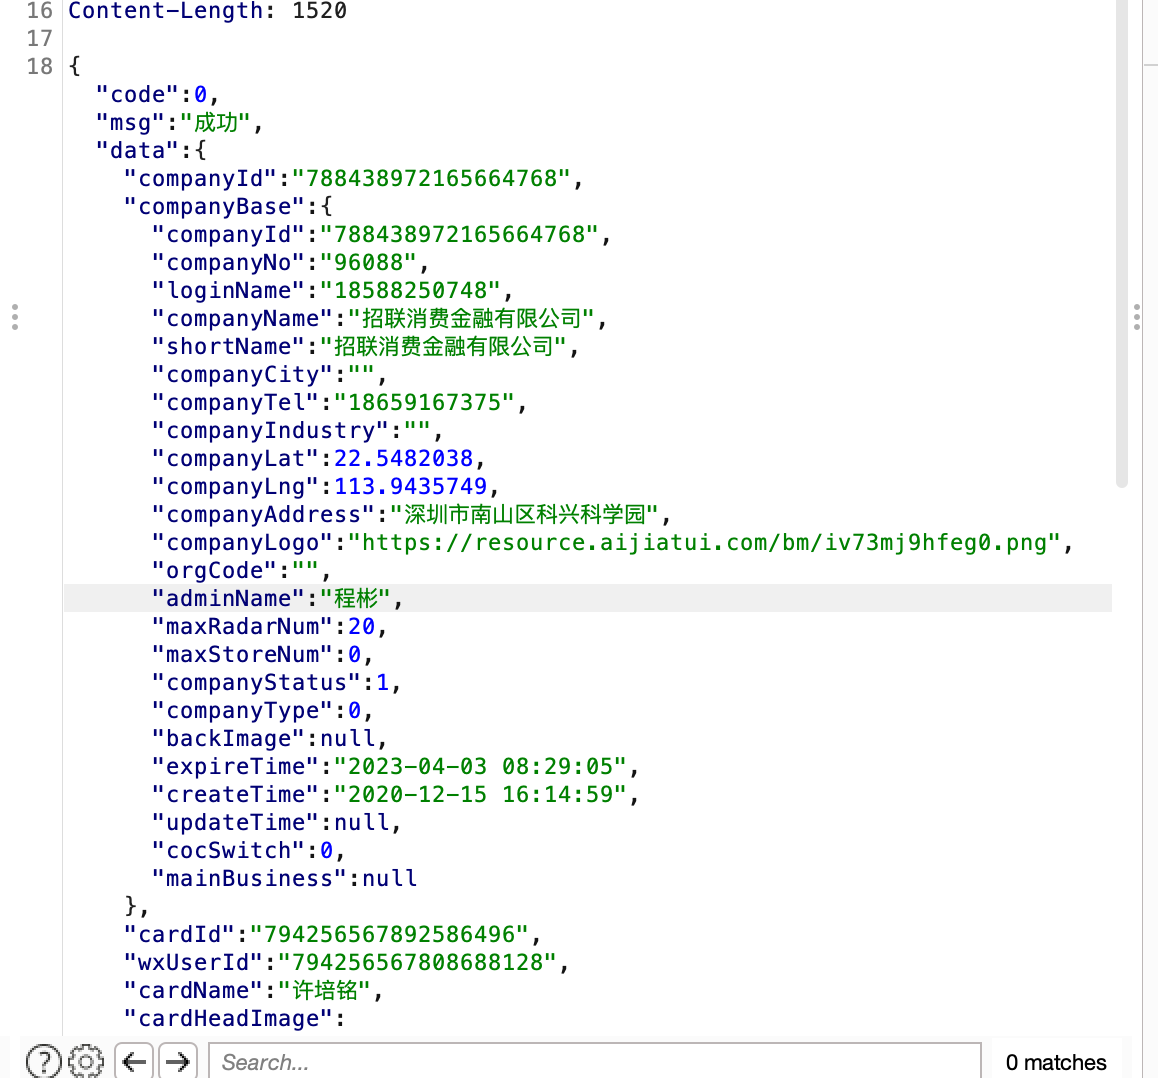 16 Content-Length: 1520
17
18 {
"code":0,
"msg":"成功",
"data":{
"companyId":"788438972165664768",
"companyBase":{
"companyId":"788438972165664768",
"companyNo":"96088",
"loginName":"18588250748",
"companyName":"招联消费金融有限公司",
"shortName":"招联消费金融有限公司",
"companyCity":"",
"companyTel":"18659167375",
"companyIndustry":"",
"companyLat":22.5482038,
"companyLng":113.9435749,
"companyAddress":"深圳市南山区科兴科学园",
"companyLogo":"https://resource.aijiatui.com/bm/iv73mj9hfeg0.png",
"orgCode":"",
"adminName":"程彬",
"maxRadarNum":20,
"maxStoreNum":0,
"companyStatus":1,
"companyType":0,
"backImage":null,
"expireTime":"2023-04-03 08:29:05",
"createTime":"2020-12-15 16:14:59",
"updateTime":null,
"cocSwitch":0,
"mainBusiness":null
},
"cardId":"794256567892586496",
"wxUserId":"794256567808688128",
"cardName":"许培铭",
"cardHeadImage":
Search... 0 matches